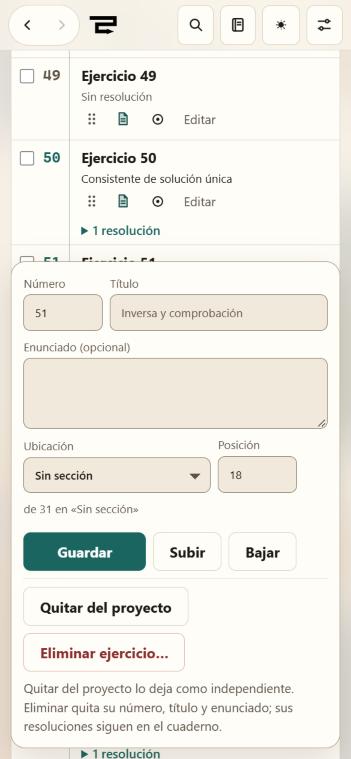 49
Ejercicio 49
Sin resolución
Editar
50
Ejercicio 50
Consistente de solución única
Editar
1 resolución
51
Ejercicio 51
Número
Título
51
Inversa y comprobación
Enunciado (opcional)
Ubicación
Posición
Sin sección
18
de 31 en «Sin sección»
Guardar
Subir
Bajar
Quitar del proyecto
Eliminar ejercicio...
Quitar del proyecto lo deja como independiente.
Eliminar quita su número, título y enunciado; sus
resoluciones siguen en el cuaderno.
1 resolución